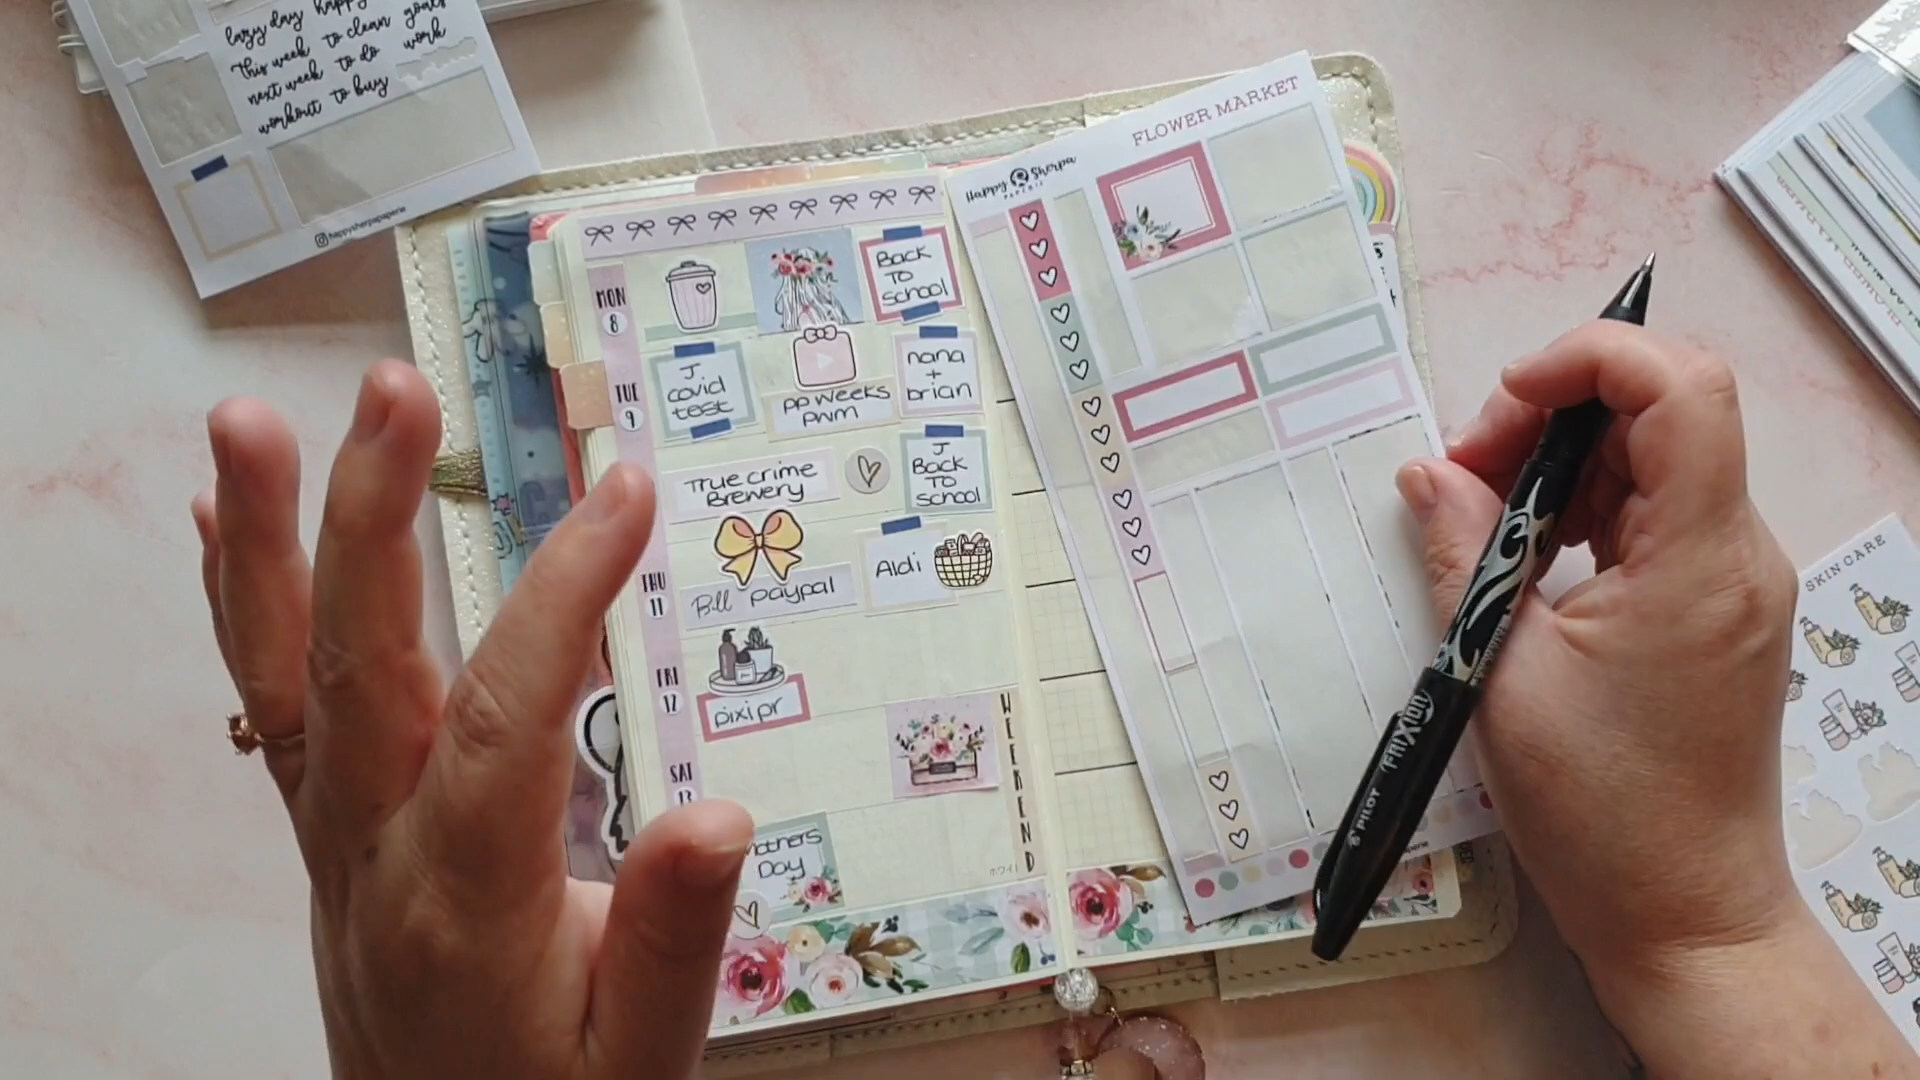 lazy day happy
This week to clean goals
next week to do work
workout to buy
happysherpapaperie
FLOWER MARKET
Happy Sherpa
PAPERIE
MON
8
Back
TO
School
TUE
9
J
covid
test
PP Weeks
PWM
nana
+
brian
True crime
Brewery
J
Back
TO
School
THU
11
Bill paypal
Aldi
FRI
12
pixi pr
SAT
13
WEEKEND
Mothers
Day
SKIN CARE
PILOT FRIXION